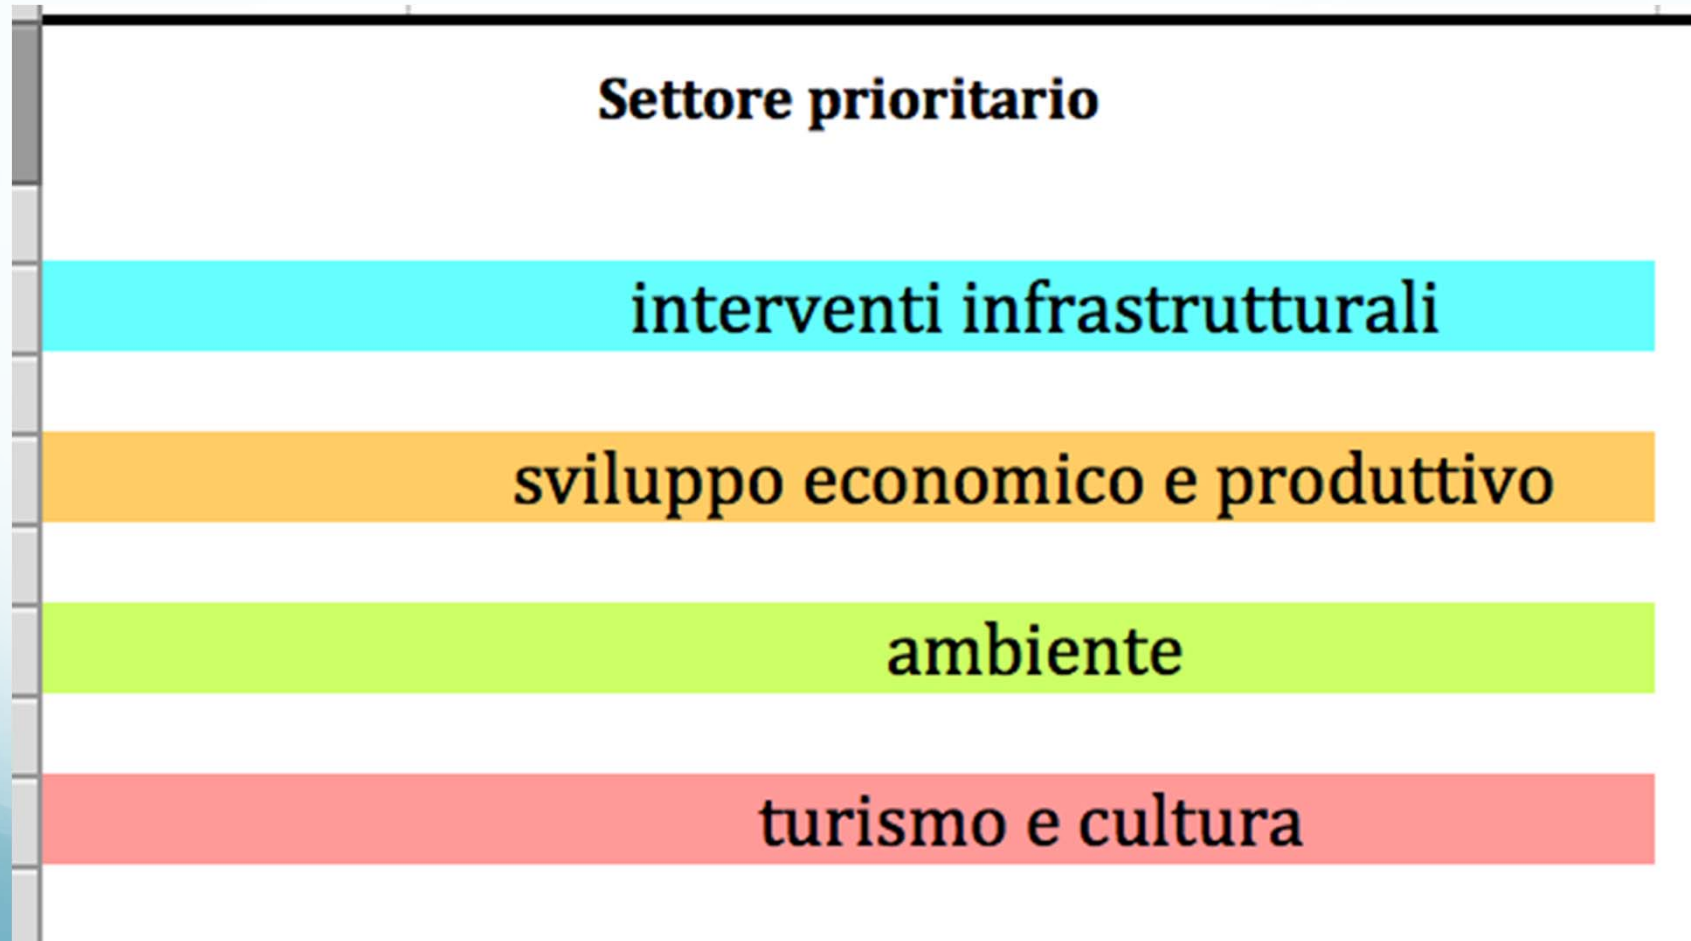 Settore prioritario
interventi infrastrutturali
sviluppo economico e produttivo
ambiente
turismo e cultura